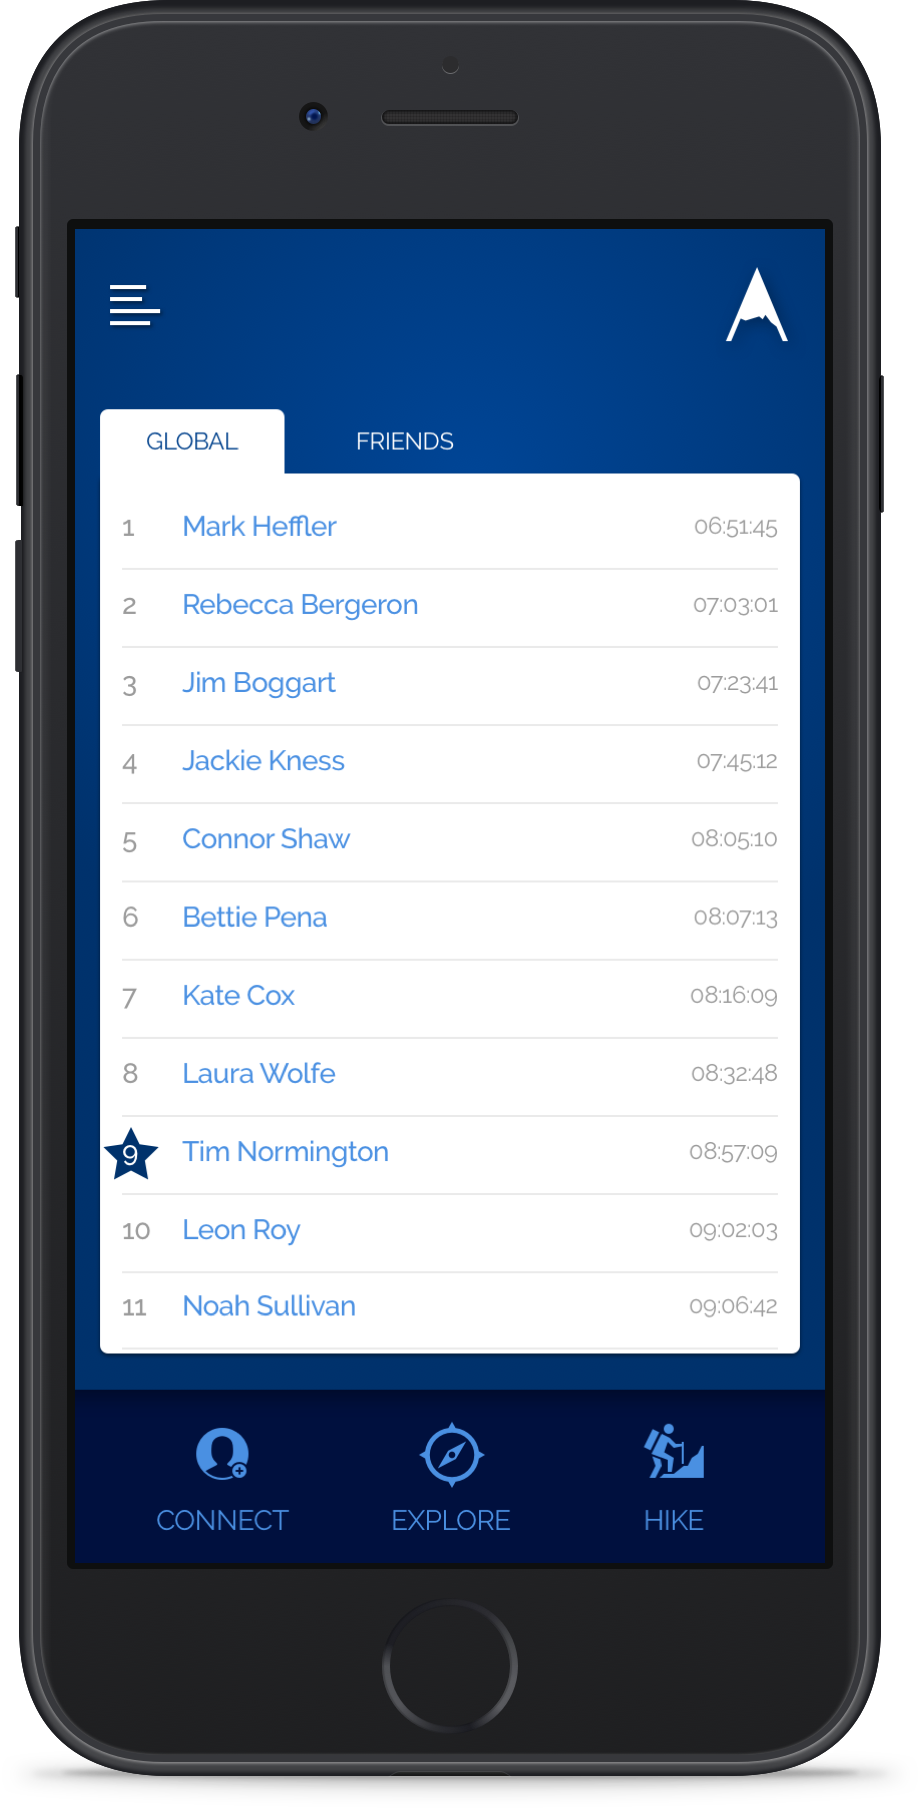 GLOBAL FRIENDS
1 Mark Heffler 06:51:45
2 Rebecca Bergeron 07:03:01
3 Jim Boggart 07:23:41
4 Jackie Kness 07:45:12
5 Connor Shaw 08:05:10
6 Bettie Pena 08:07:13
7 Kate Cox 08:16:09
8 Laura Wolfe 08:32:48
9 Tim Normington 08:57:09
10 Leon Roy 09:02:03
11 Noah Sullivan 09:06:42
CONNECT EXPLORE HIKE